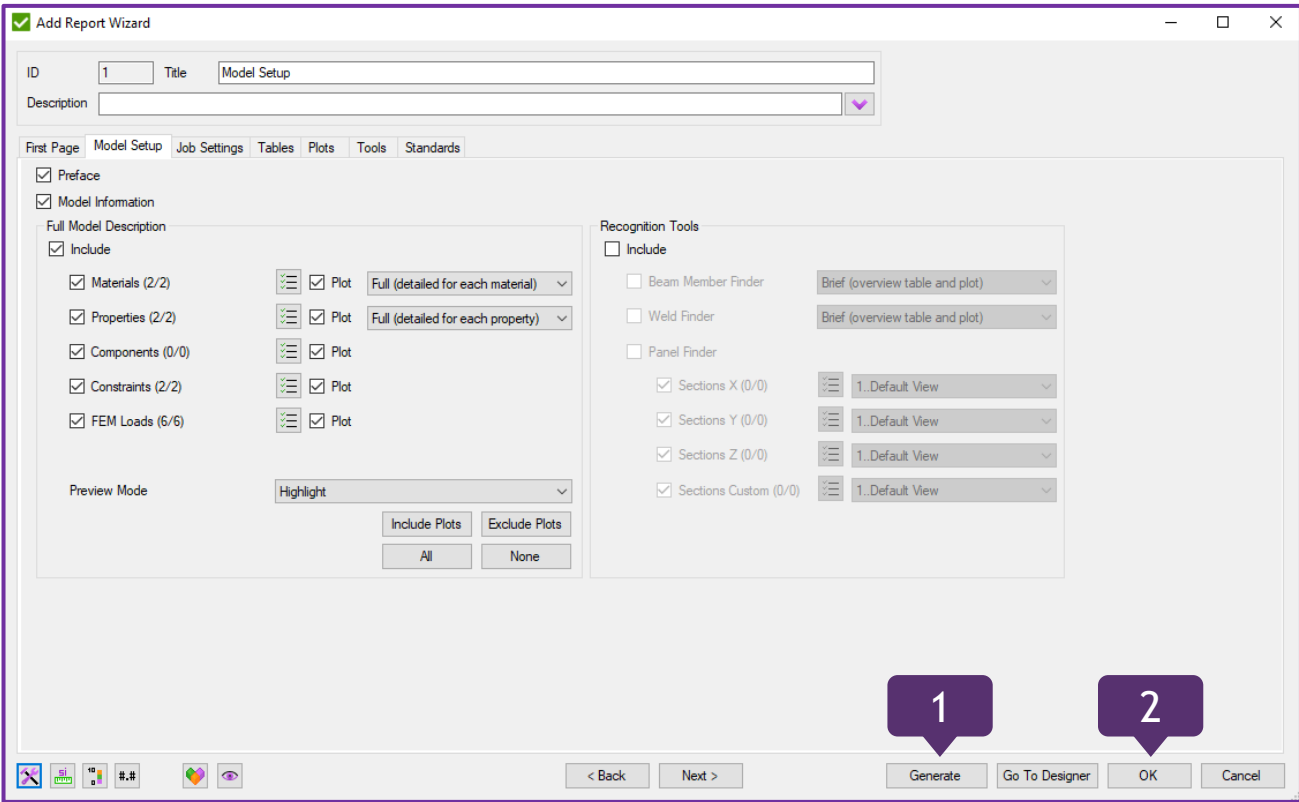 Add Report Wizard
ID 1 Title Model Setup
Description
First Page Model Setup Job Settings Tables Plots Tools Standards
Preface
Model Information
Full Model Description
Include
Materials (2/2) Plot Full (detailed for each material)
Properties (2/2) Plot Full (detailed for each property)
Components (0/0) Plot
Constraints (2/2) Plot
FEM Loads (6/6) Plot
Preview Mode Highlight
Include Plots Exclude Plots
All None
Recognition Tools
Include
Beam Member Finder Brief (overview table and plot)
Weld Finder Brief (overview table and plot)
Panel Finder
Sections X (0/0) 1..Default View
Sections Y (0/0) 1..Default View
Sections Z (0/0) 1..Default View
Sections Custom (0/0) 1..Default View
1 2
si 10 0 #.# < Back Next > Generate Go To Designer OK Cancel